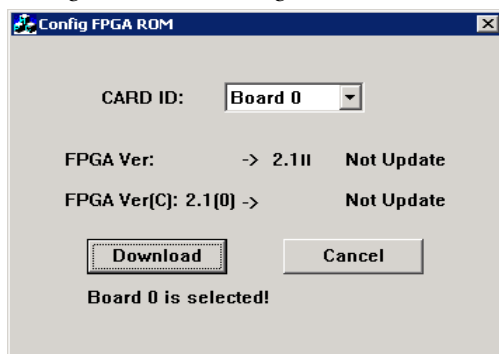 Config FPGA ROM
CARD ID: Board 0
FPGA Ver: -> 2.1II Not Update
FPGA Ver(C): 2.1(0) -> Not Update
Download Cancel
Board 0 is selected!